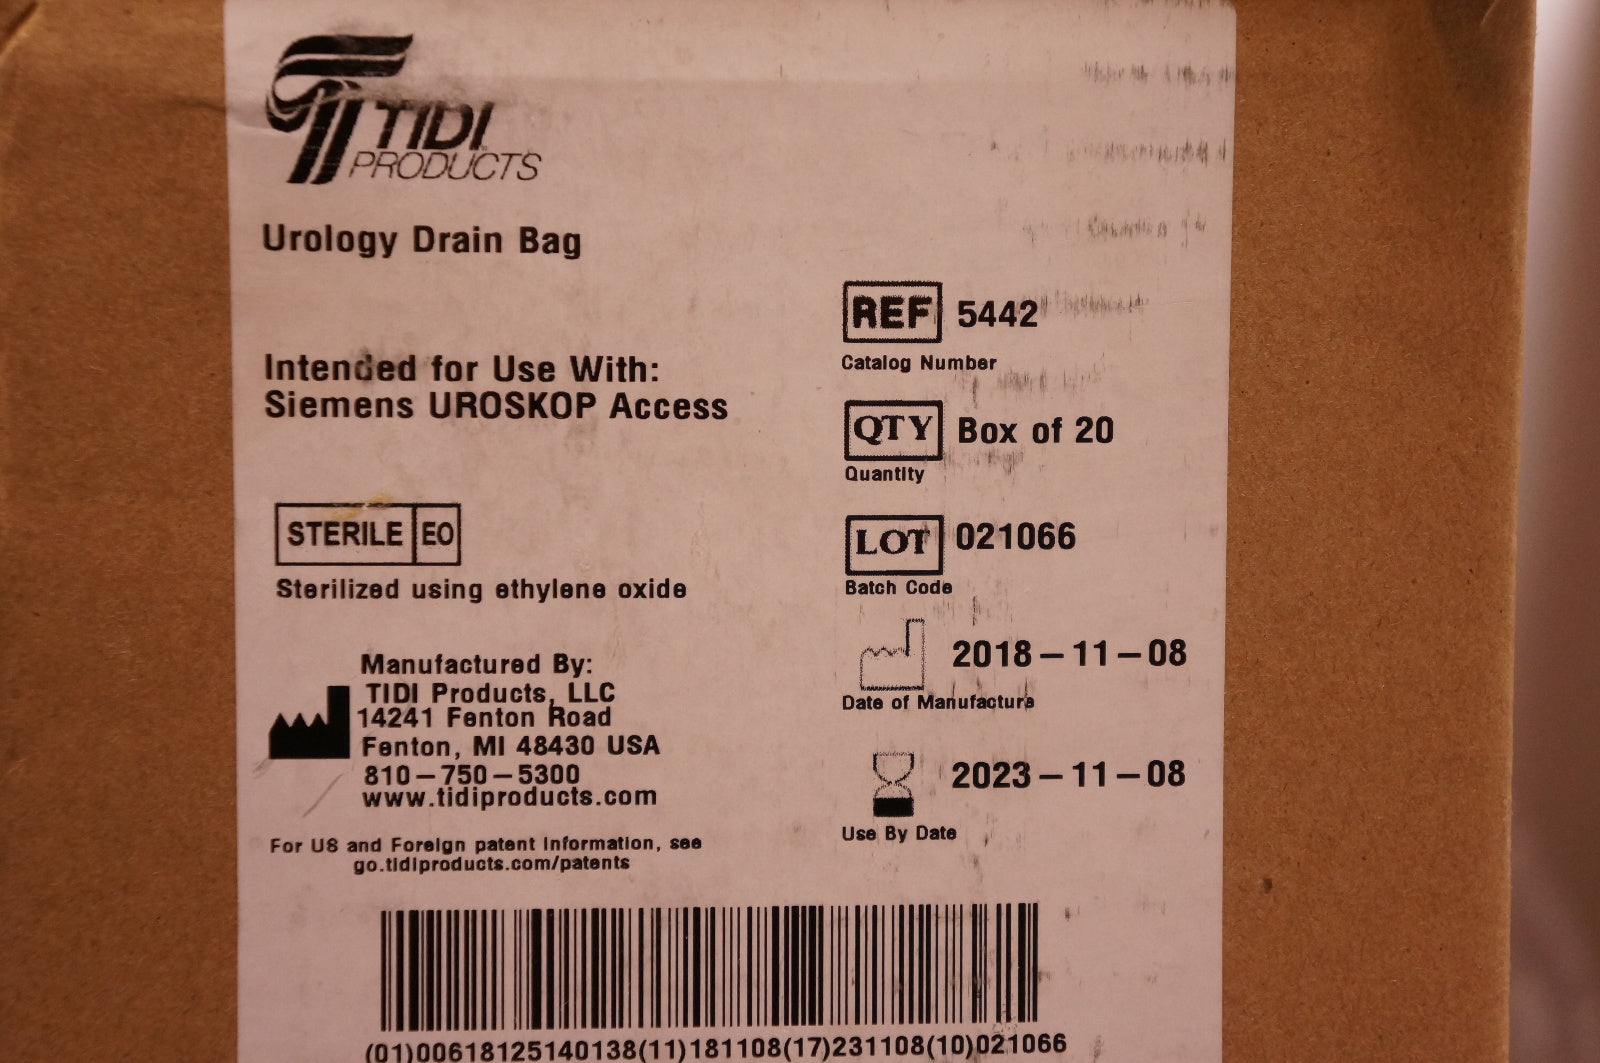 TIDI
PRODUCTS
Urology Drain Bag
Intended for Use With:
Siemens UROSKOP Access
STERILE EO
Sterilized using ethylene oxide
Manufactured By:
TIDI Products, LLC
14241 Fenton Road
Fenton, MI 48430 USA
810-750-5300
www.tidiproducts.com
For US and Foreign patent information, see
go.tidiproducts.com/patents
REF 5442
Catalog Number
QTY Box of 20
Quantity
LOT 021066
Batch Code
2018-11-08
Date of Manufacture
2023-11-08
Use By Date
(01)00618125140138(11)181108(17)231108(10)021066